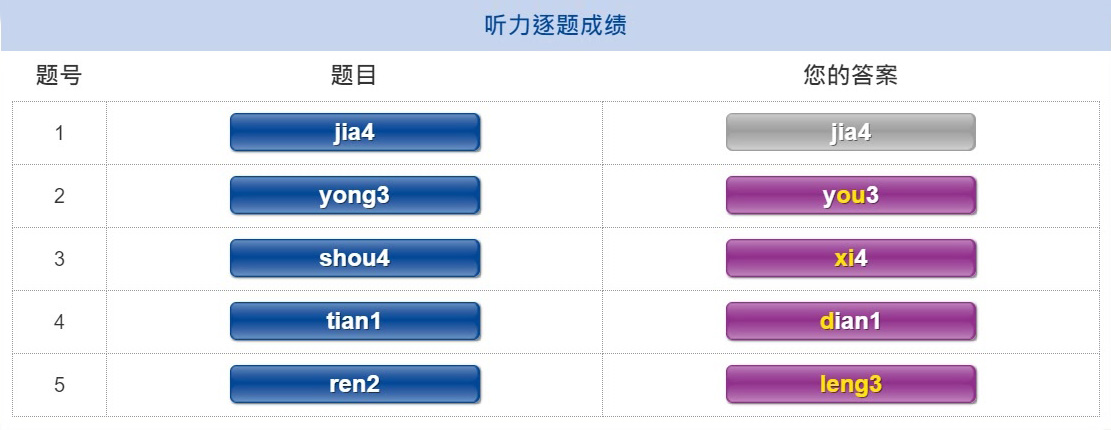 听力逐题成绩
题号 题目 您的答案
1 jia4 jia4
2 yong3 you3
3 shou4 xi4
4 tian1 dian1
5 ren2 leng3